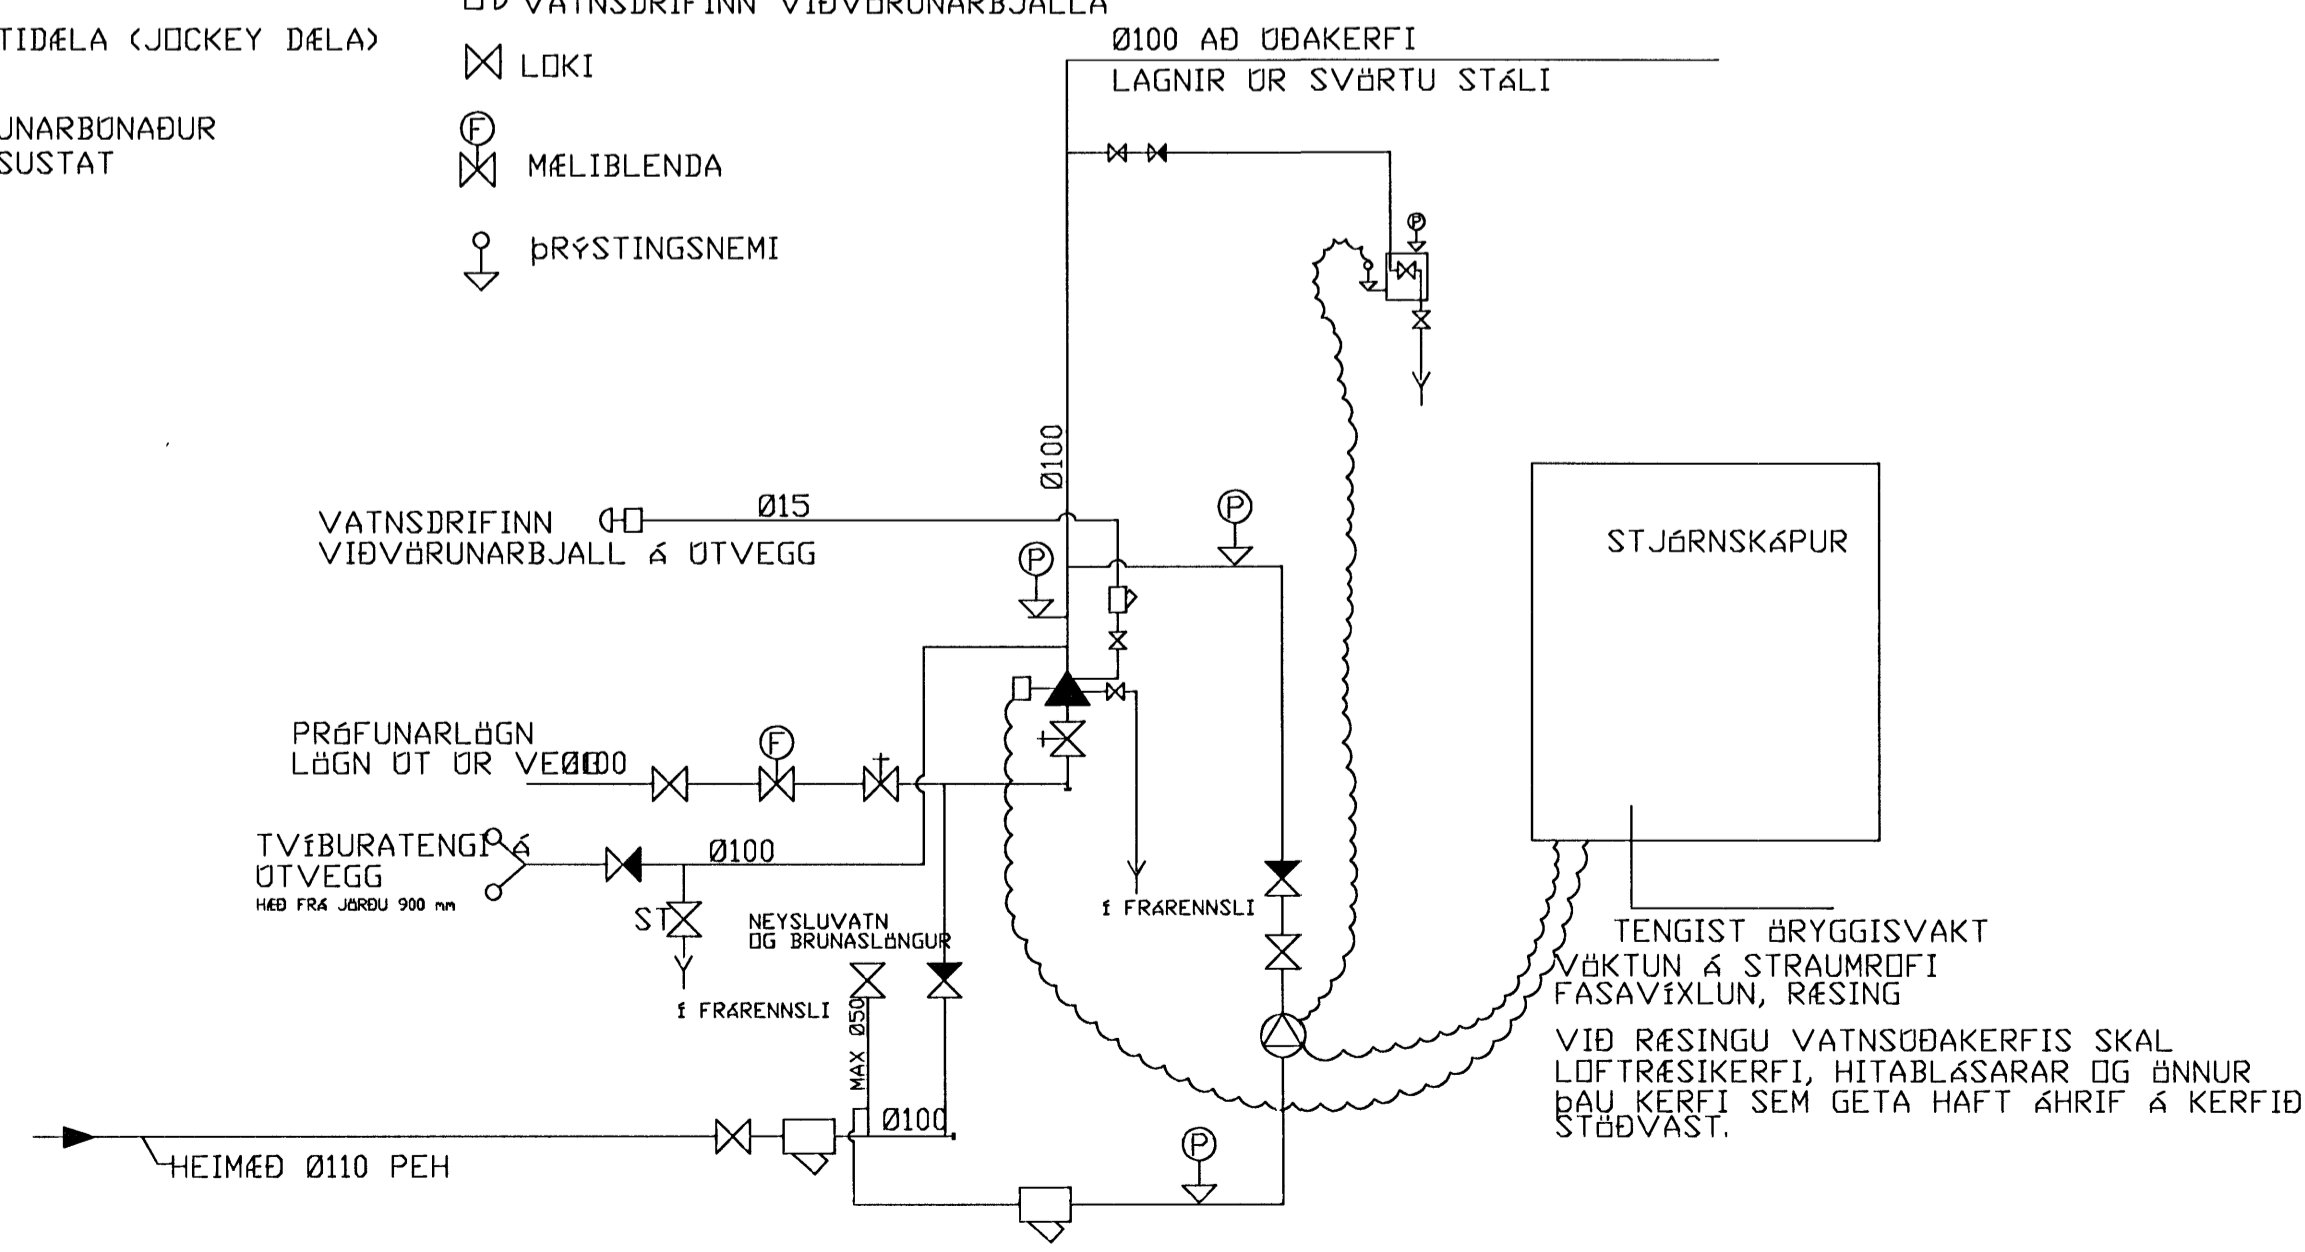 VATNSDRIFINN VIÐVÖRUNARBJALLA
TIDÆLA (JOCKEY DÆLA)
LOKI
UNARBÚNAÐUR
SUSTAT
F
MÆLIBLENDA
ÞRÝSTINGSNEMI
Ø100 AÐ ÚÐAKERFI
LAGNIR ÚR SVÖRTU STÁLI
P
Ø100
VATNSDRIFINN
VIÐVÖRUNARBJALL Á ÚTVEGG
Ø15
P
P
STJÓRNSKÁPUR
PRÓFUNARLÖGN
LÖGN ÚT ÚR VEGG
Ø100
F
TVÍBURATENGI Á
ÚTVEGG
HÆÐ FRÁ JÖRÐU 900 mm
Ø100
ST
Í FRÁRENNSLI
NEYSLUVATN
OG BRUNASLÖNGUR
MAX Ø50
Í FRÁRENNSLI
Ø100
HEIMÆÐ Ø110 PEH
P
TENGIST ÖRYGGISVAKT
VÖKTUN Á STRAUMROFI
FASAVÍXLUN, RÆSING
VIÐ RÆSINGU VATNSÚÐAKERFIS SKAL
LOFTRÆSIKERFI, HITABLÁSARAR OG ÖNNUR
ÞAU KERFI SEM GETA HAFT ÁHRIF Á KERFIÐ
STÖÐVAST.